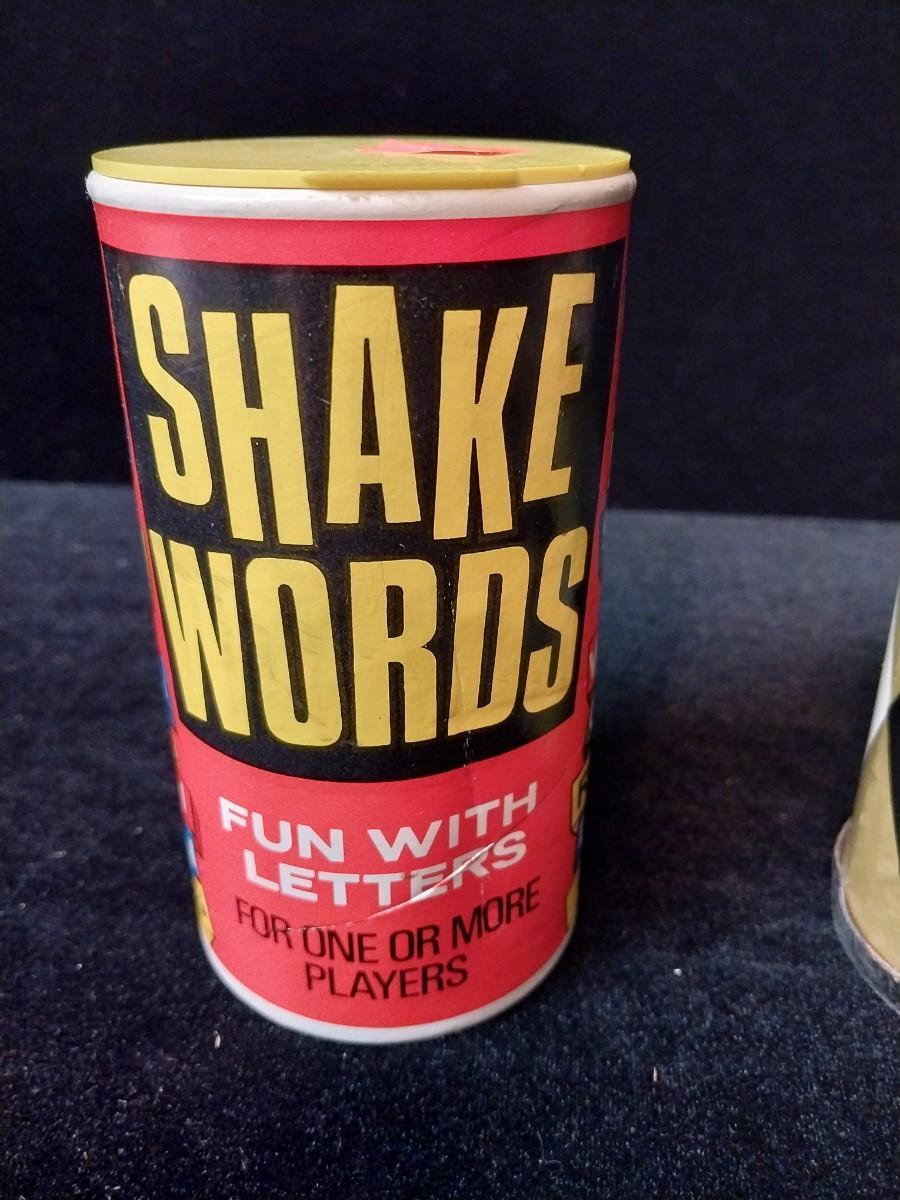 SHAKE
WORDS
FUN WITH
LETTERS
FOR ONE OR MORE
PLAYERS